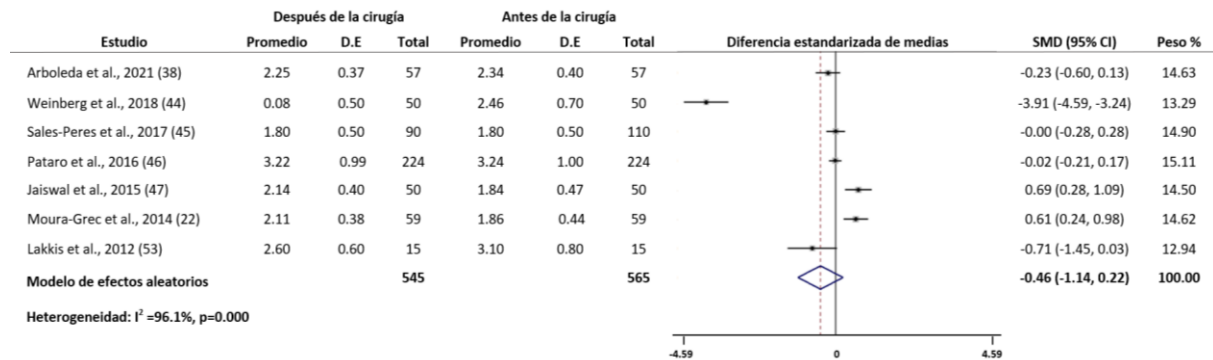 Después de la cirugía Antes de la cirugía
Estudio Promedio D.E Total Promedio D.E Total Diferencia estandarizada de medias SMD (95% CI) Peso %
Arboleda et al., 2021 (38) 2.25 0.37 57 2.34 0.40 57 -0.23 (-0.60, 0.13) 14.63
Weinberg et al., 2018 (44) 0.08 0.50 50 2.46 0.70 50 -3.91 (-4.59, -3.24) 13.29
Sales-Peres et al., 2017 (45) 1.80 0.50 90 1.80 0.50 110 -0.00 (-0.28, 0.28) 14.90
Pataro et al., 2016 (46) 3.22 0.99 224 3.24 1.00 224 -0.02 (-0.21, 0.17) 15.11
Jaiswal et al., 2015 (47) 2.14 0.40 50 1.84 0.47 50 0.69 (0.28, 1.09) 14.50
Moura-Grec et al., 2014 (22) 2.11 0.38 59 1.86 0.44 59 0.61 (0.24, 0.98) 14.62
Lakkis et al., 2012 (53) 2.60 0.60 15 3.10 0.80 15 -0.71 (-1.45, 0.03) 12.94
Modelo de efectos aleatorios 545 565 -0.46 (-1.14, 0.22) 100.00
Heterogeneidad: I² =96.1%, p=0.000
-4.59 0 4.59